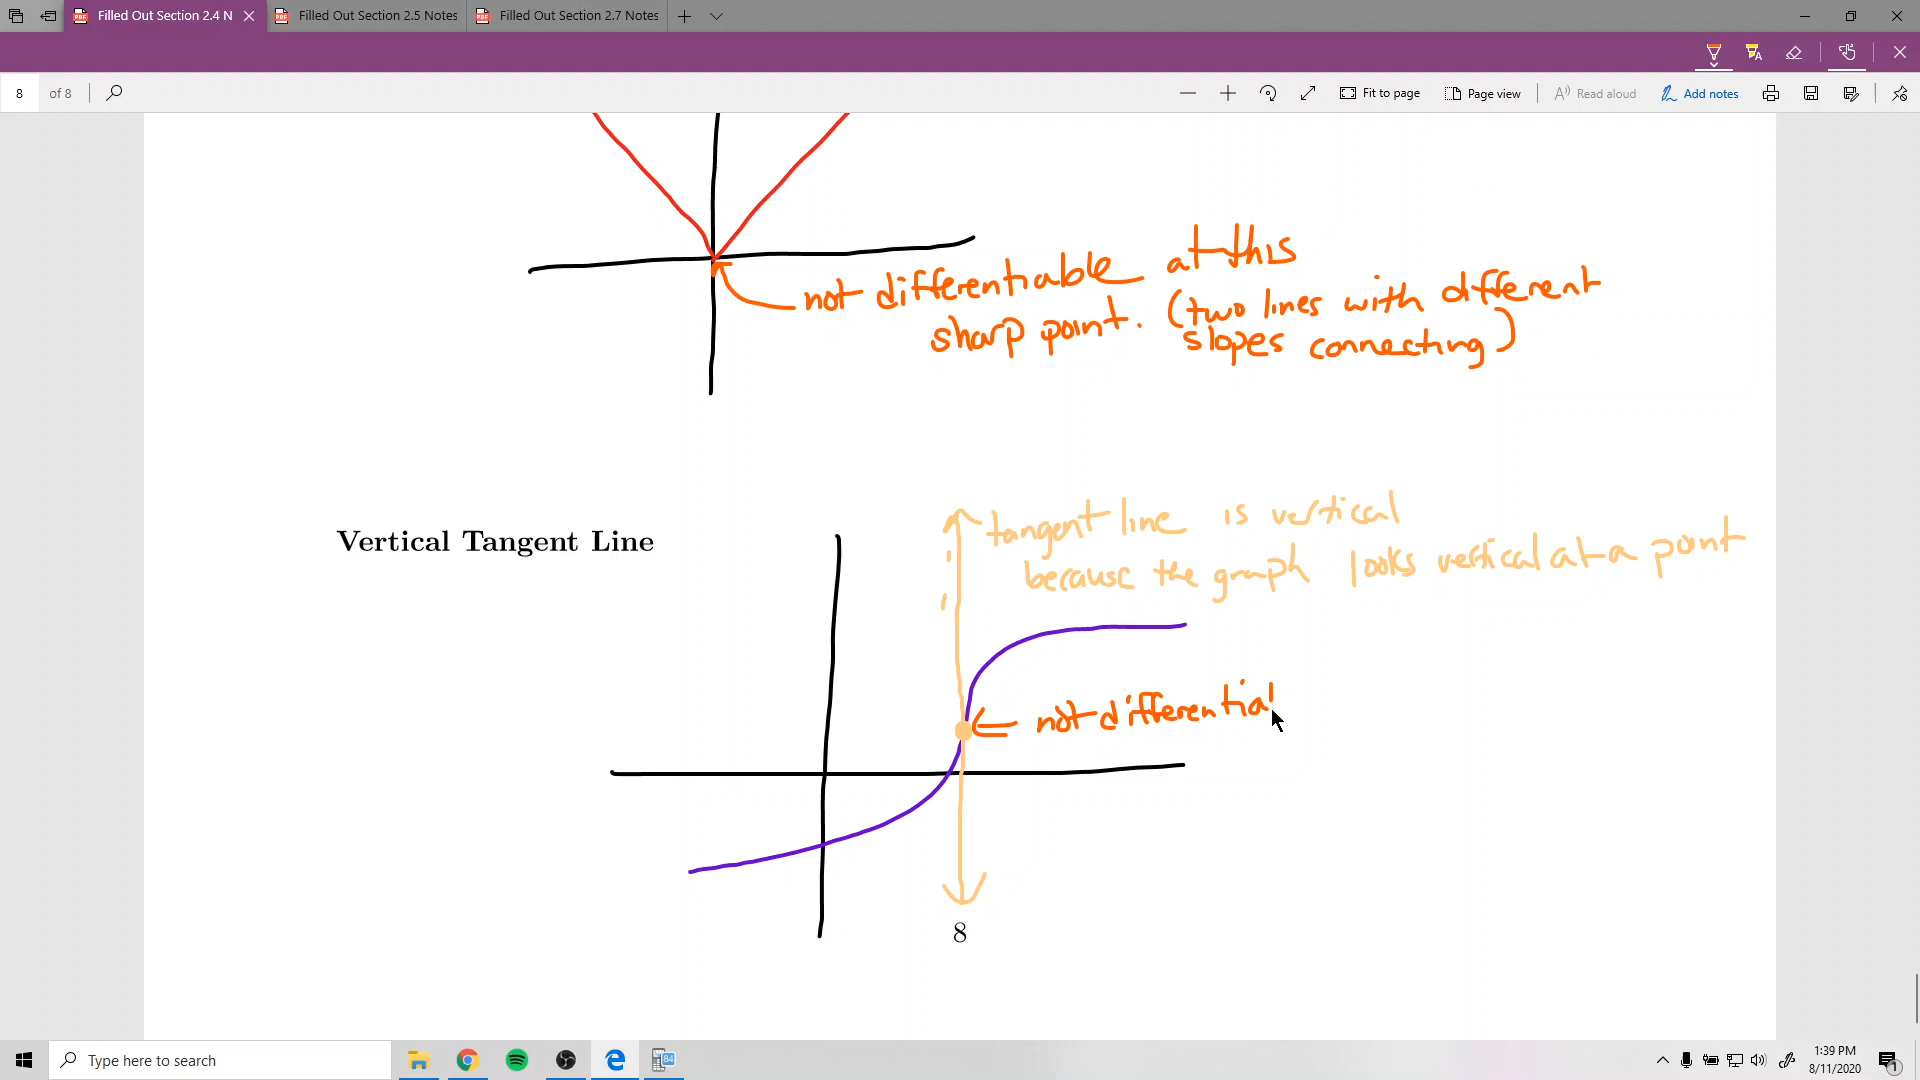 Filled Out Section 2.4 N
Filled Out Section 2.5 Notes
Filled Out Section 2.7 Notes
8 of 8
Fit to page
Page view
Read aloud
Add notes
not differentiable at this
sharp point. (two lines with different
slopes connecting)
Vertical Tangent Line
tangent line is vertical
because the graph looks vertical at a point
not differential
8
Type here to search
84
1:39 PM
8/11/2020
1